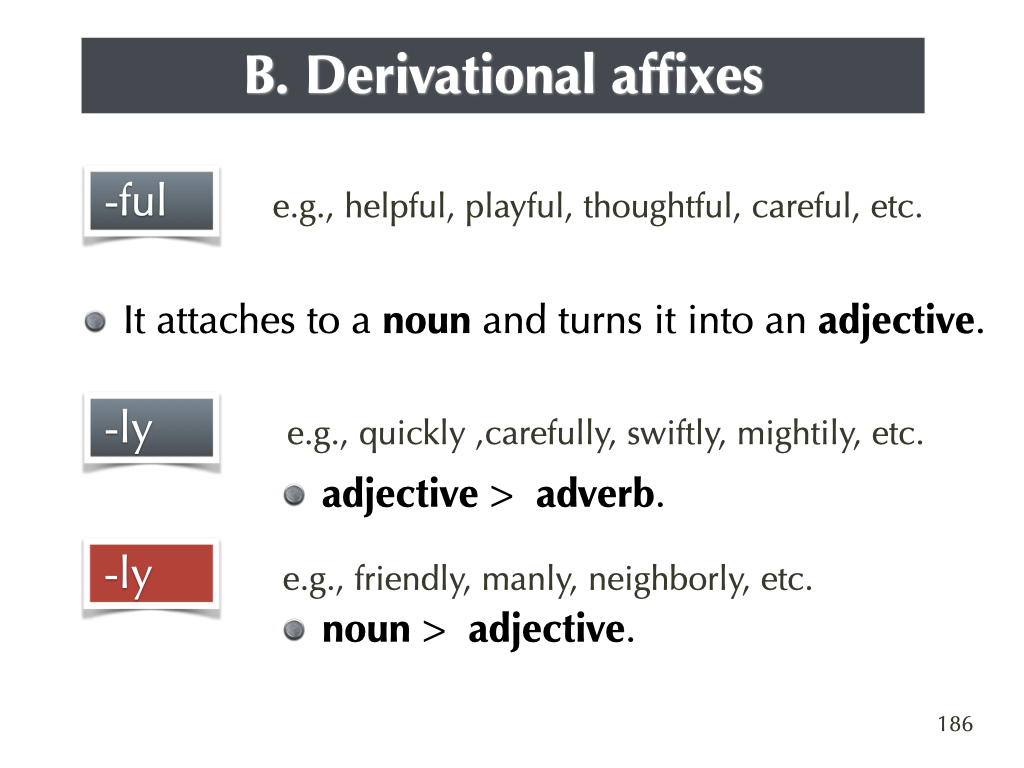 B. Derivational affixes
-ful
e.g., helpful, playful, thoughtful, careful, etc.
It attaches to a noun and turns it into an adjective.
-ly
e.g., quickly ,carefully, swiftly, mightily, etc.
adjective > adverb.
-ly
e.g., friendly, manly, neighborly, etc.
noun > adjective.
186